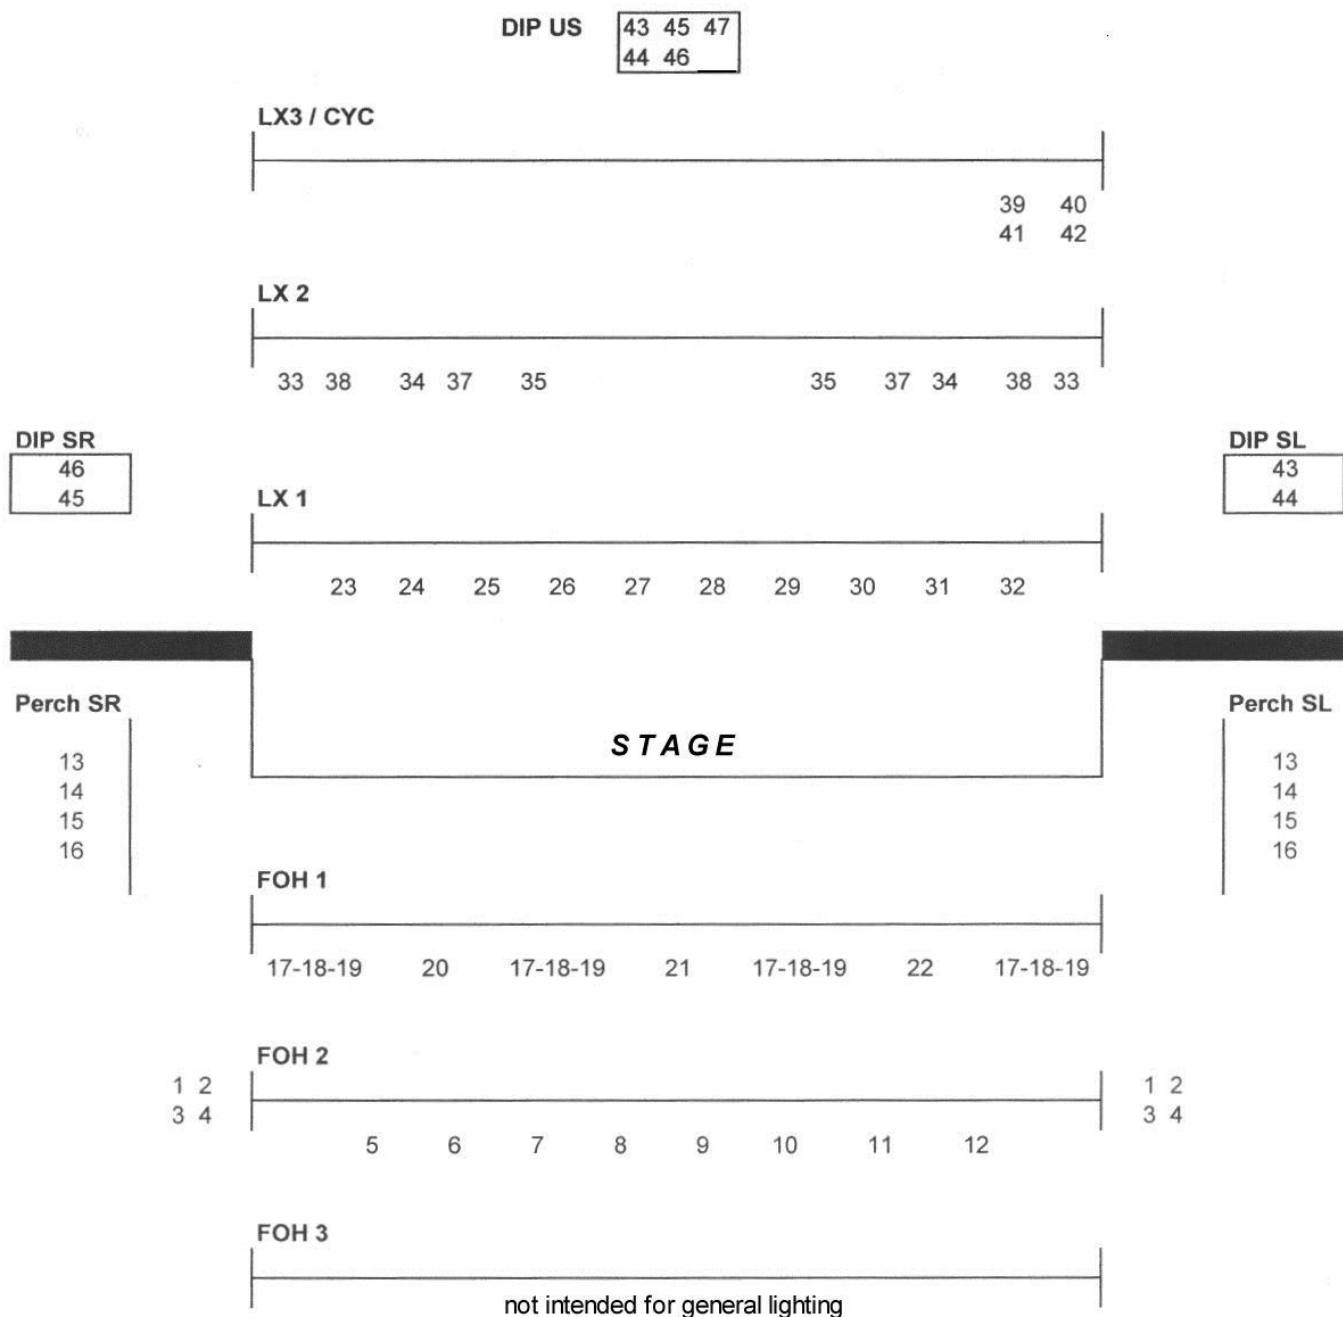 DIP US
43 45 47
44 46
LX3 / CYC
39 40
41 42
LX 2
33 38 34 37 35 35 37 34 38 33
DIP SR
46
45
DIP SL
43
44
LX 1
23 24 25 26 27 28 29 30 31 32
Perch SR
13
14
15
16
STAGE
Perch SL
13
14
15
16
FOH 1
17-18-19 20 17-18-19 21 17-18-19 22 17-18-19
FOH 2
1 2
3 4
1 2
3 4
5 6 7 8 9 10 11 12
FOH 3
not intended for general lighting